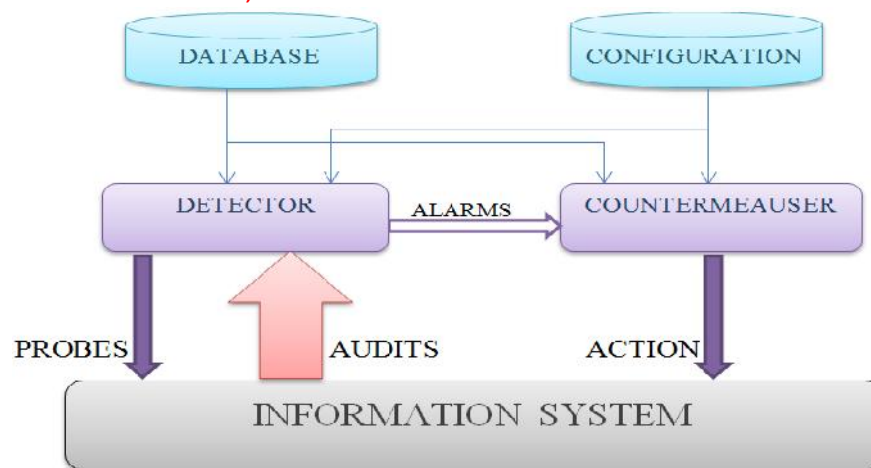 DATABASE
CONFIGURATION
DETECTOR
ALARMS
COUNTERMEAUSER
PROBES
AUDITS
ACTION
INFORMATION SYSTEM